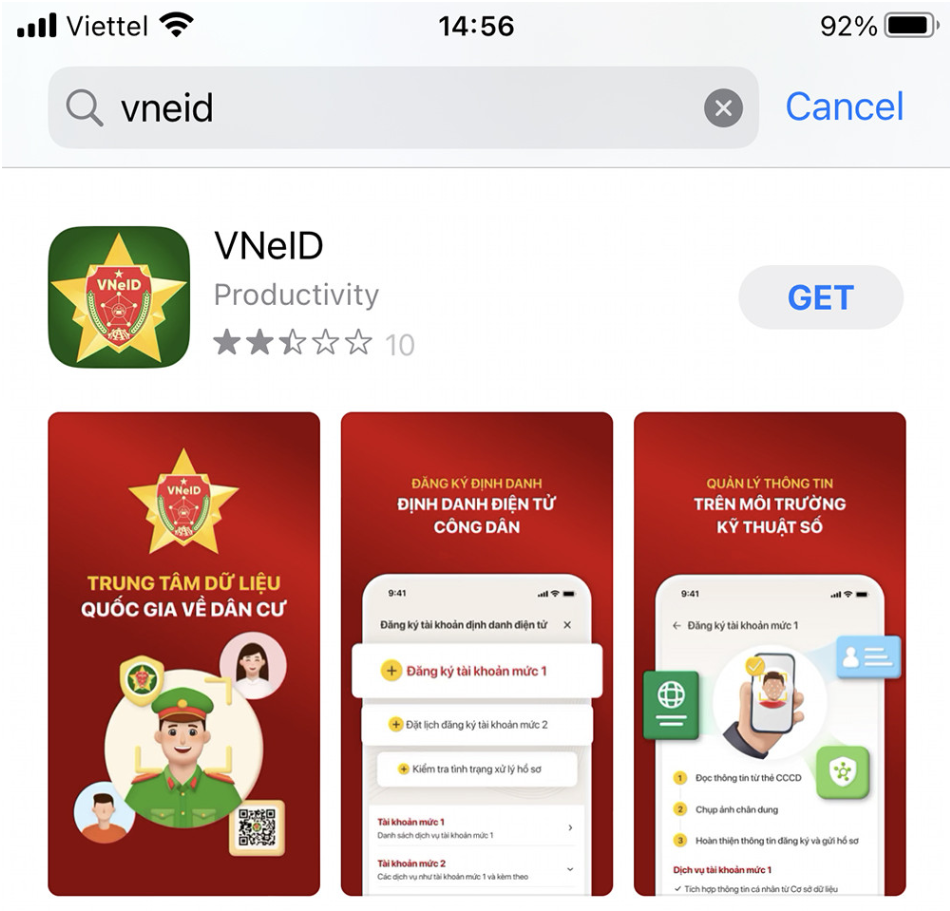 Viettel 14:56 92%
vneid Cancel
VNeID
VNeID
Productivity
GET
10
VNeID
TRUNG TÂM DỮ LIỆU
QUỐC GIA VỀ DÂN CƯ
ĐĂNG KÝ ĐỊNH DANH
ĐỊNH DANH ĐIỆN TỬ
CÔNG DÂN
9:41
Đăng ký tài khoản định danh điện tử
Đăng ký tài khoản mức 1
Đặt lịch đăng ký tài khoản mức 2
Kiểm tra tình trạng xử lý hồ sơ
Tài khoản mức 1
Danh sách dịch vụ tài khoản mức 1
Tài khoản mức 2
Các dịch vụ như tài khoản mức 1 và kèm theo
QUẢN LÝ THÔNG TIN
TRÊN MÔI TRƯỜNG
KỸ THUẬT SỐ
9:41
Đăng ký tài khoản mức 1
1 Đọc thông tin từ thẻ CCCD
2 Chụp ảnh chân dung
3 Hoàn thiện thông tin đăng ký và gửi hồ sơ
Dịch vụ tài khoản mức 1
Tích hợp thông tin cá nhân từ Cơ sở dữ liệu